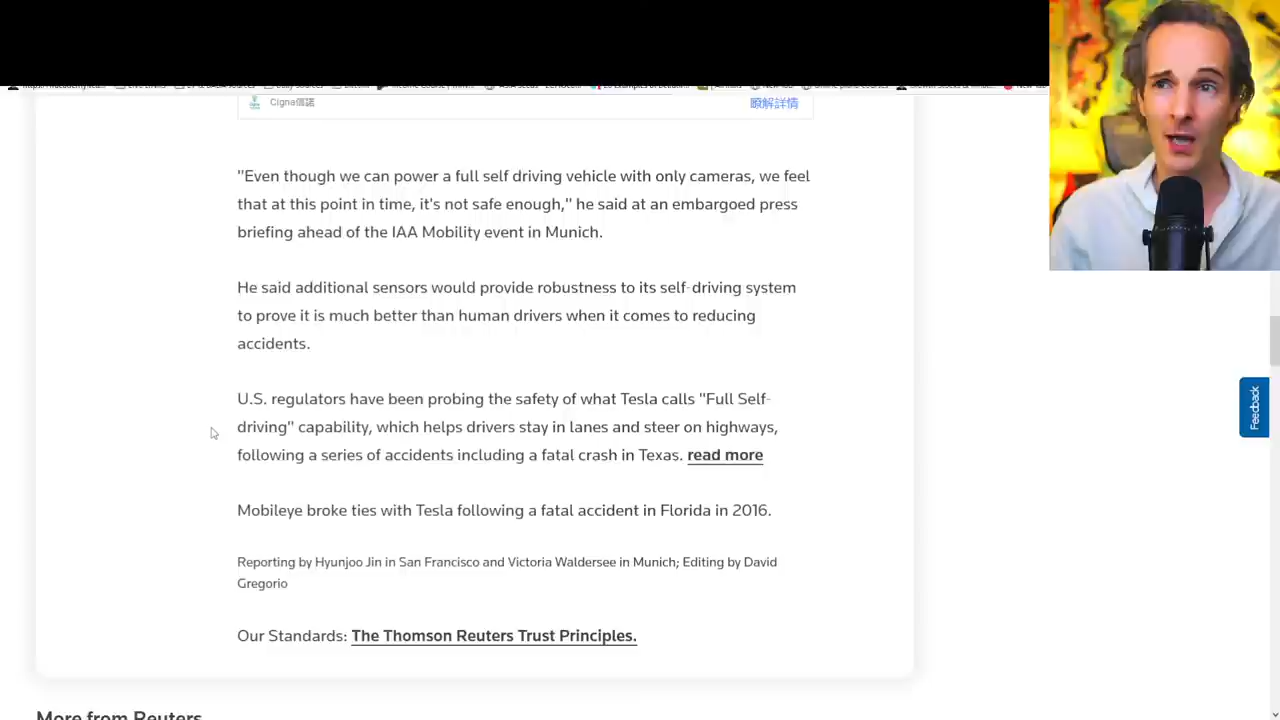 Cigna信諾
瞭解詳情
"Even though we can power a full self driving vehicle with only cameras, we feel
that at this point in time, it's not safe enough," he said at an embargoed press
briefing ahead of the IAA Mobility event in Munich.
He said additional sensors would provide robustness to its self-driving system
to prove it is much better than human drivers when it comes to reducing
accidents.
U.S. regulators have been probing the safety of what Tesla calls "Full Self-
driving" capability, which helps drivers stay in lanes and steer on highways,
following a series of accidents including a fatal crash in Texas. read more
Mobileye broke ties with Tesla following a fatal accident in Florida in 2016.
Reporting by Hyunjoo Jin in San Francisco and Victoria Waldersee in Munich; Editing by David
Gregorio
Our Standards: The Thomson Reuters Trust Principles.
More from Reuters
Feedback